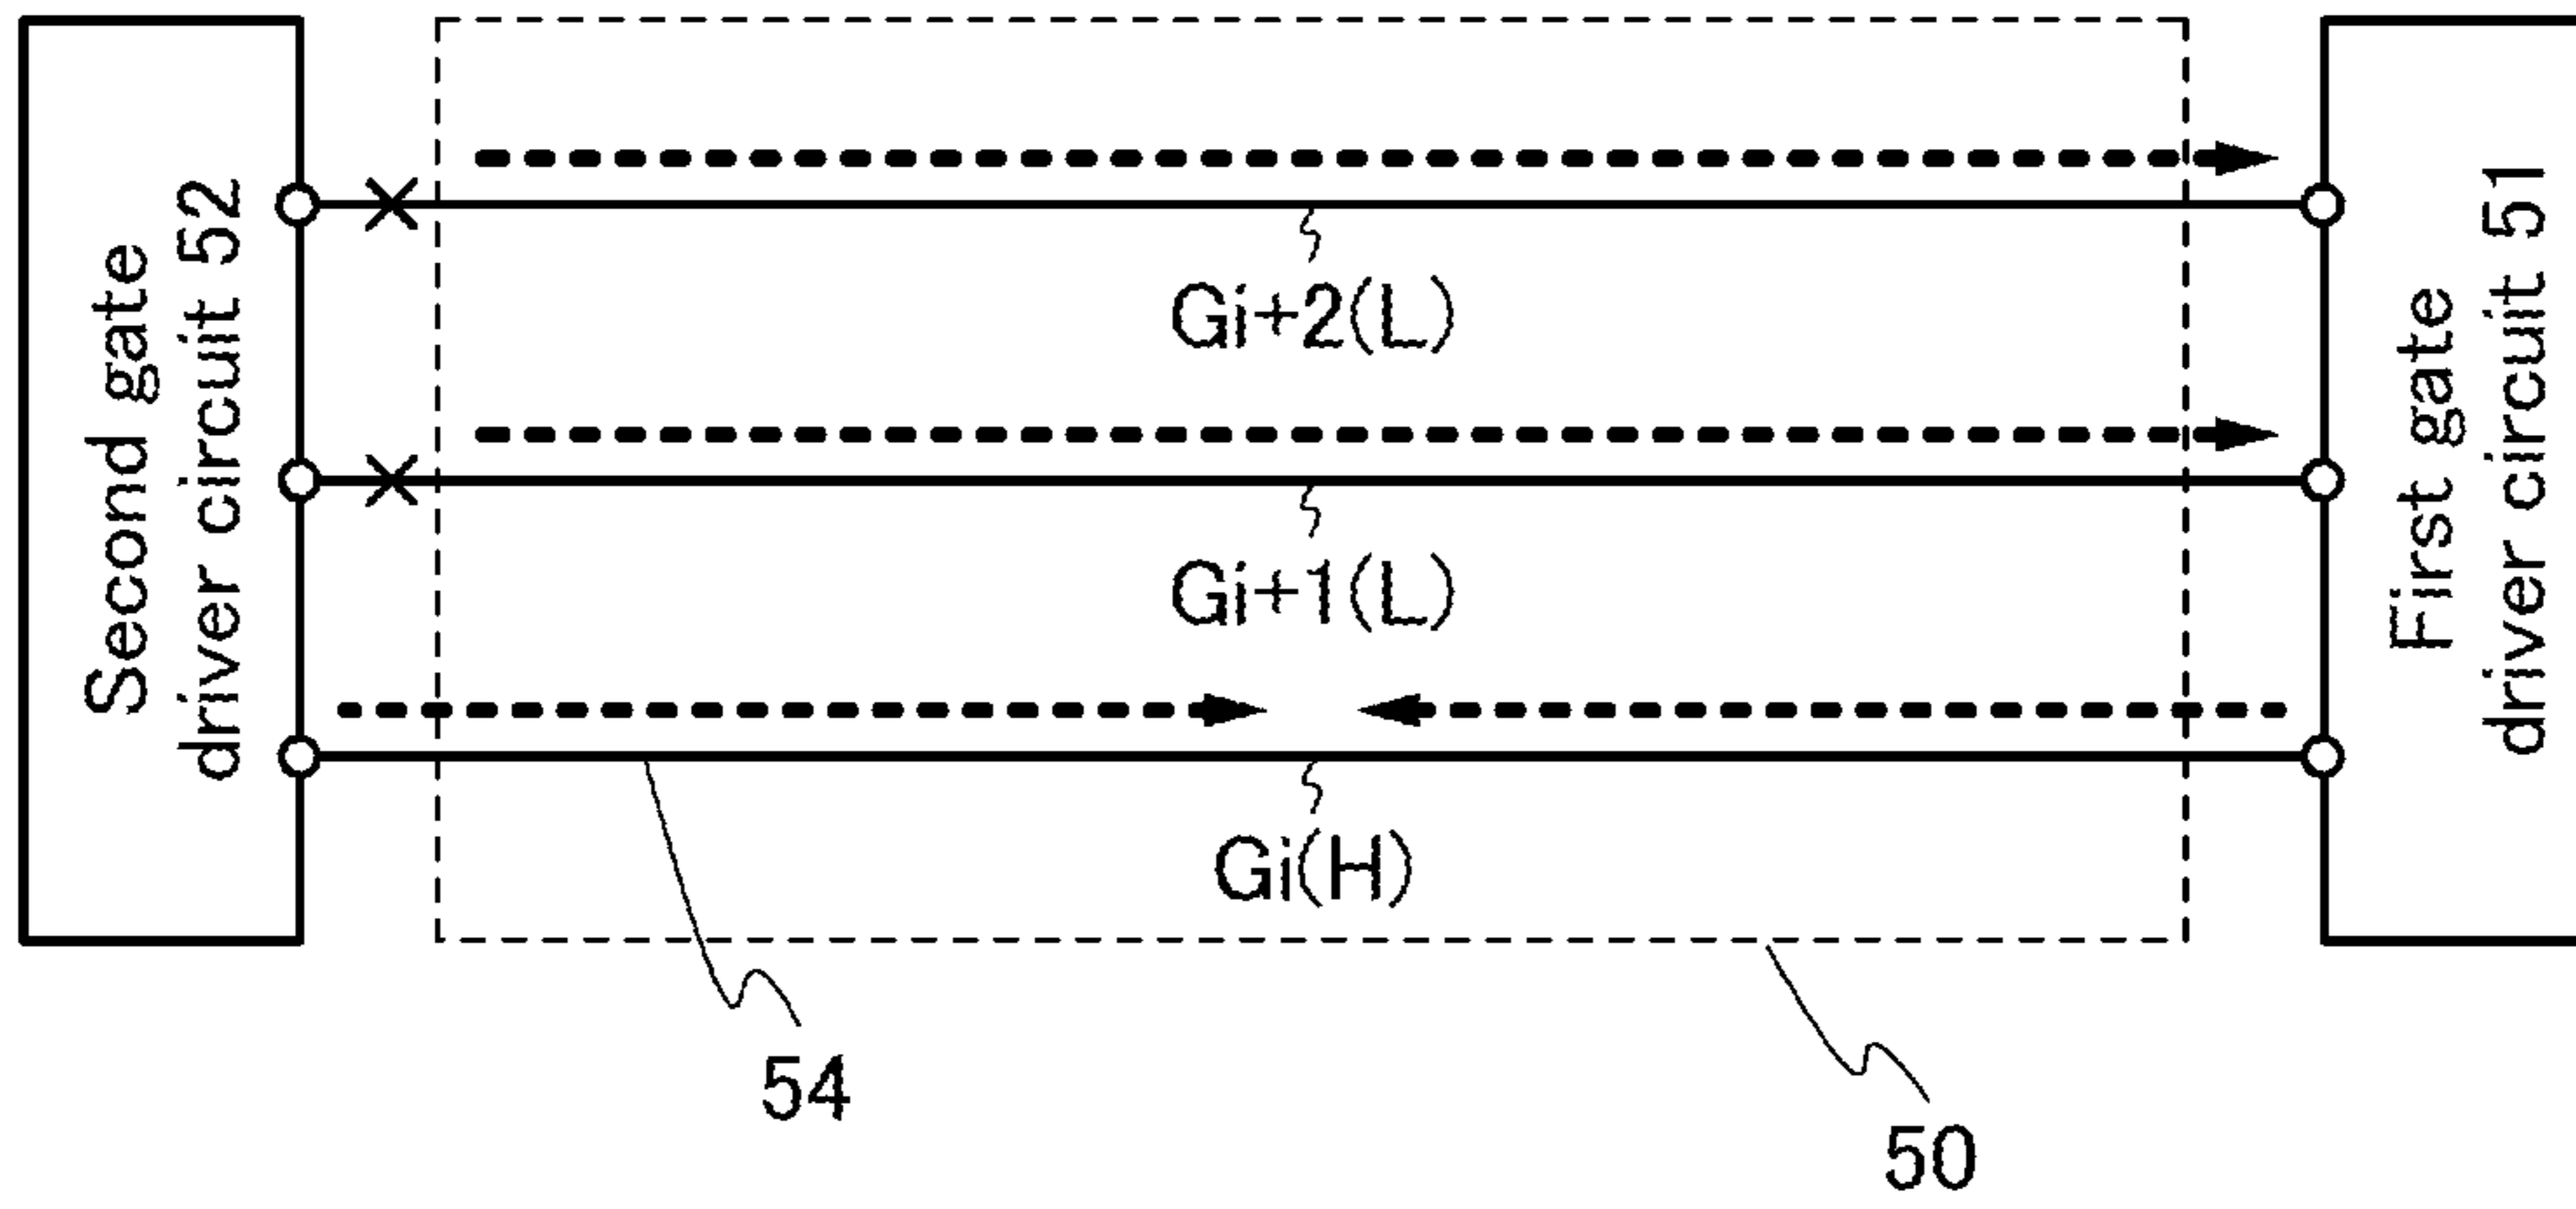 Second gate
driver circuit 52
Gi+2(L)
Gi+1(L)
Gi(H)
First gate
driver circuit 51
54
50